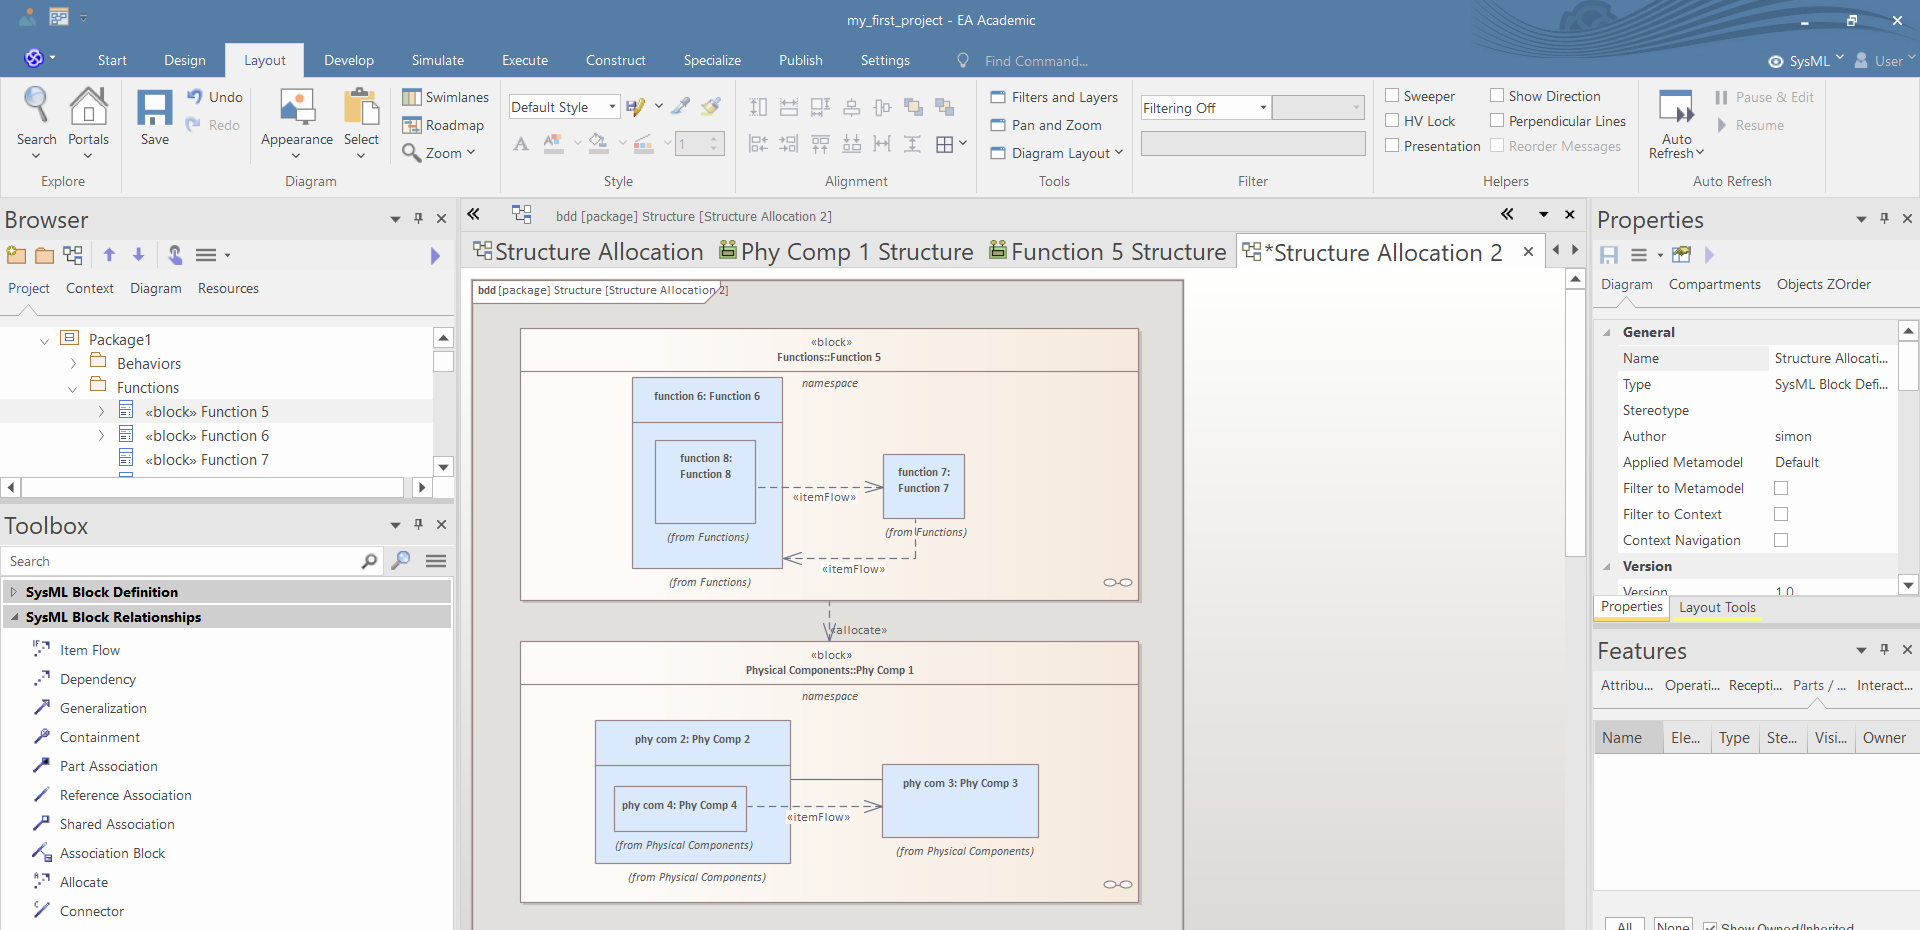 my_first_project - EA Academic
Start Design Layout Develop Simulate Execute Construct Specialize Publish Settings Find Command... SysML User
Search
Portals
Explore
Save
Undo
Redo
Appearance
Select
Swimlanes
Roadmap
Zoom
Diagram
Default Style
1
Style
Alignment
Filters and Layers
Pan and Zoom
Diagram Layout
Tools
Filtering Off
Filter
Sweeper
HV Lock
Presentation
Show Direction
Perpendicular Lines
Reorder Messages
Helpers
Auto
Refresh
Pause & Edit
Resume
Auto Refresh
Browser
Project Context Diagram Resources
Package1
Behaviors
Functions
«block» Function 5
«block» Function 6
«block» Function 7
Toolbox
Search
SysML Block Definition
SysML Block Relationships
Item Flow
Dependency
Generalization
Containment
Part Association
Reference Association
Shared Association
Association Block
Allocate
Connector
bdd [package] Structure [Structure Allocation 2]
Structure Allocation Phy Comp 1 Structure Function 5 Structure *Structure Allocation 2
bdd [package] Structure [Structure Allocation 2]
«block»
Functions::Function 5
namespace
function 6: Function 6
function 8:
Function 8
(from Functions)
(from Functions)
«itemFlow»
function 7:
Function 7
(from Functions)
«itemFlow»
«allocate»
«block»
Physical Components::Phy Comp 1
namespace
phy com 2: Phy Comp 2
phy com 4: Phy Comp 4
(from Physical Components)
(from Physical Components)
«itemFlow»
phy com 3: Phy Comp 3
(from Physical Components)
Properties
Diagram Compartments Objects ZOrder
General
Name Structure Allocati...
Type SysML Block Defi...
Stereotype
Author simon
Applied Metamodel Default
Filter to Metamodel
Filter to Context
Context Navigation
Version
Version 1.0
Properties Layout Tools
Features
Attribu... Operati... Recepti... Parts / ... Interact...
Name Ele... Type Ste... Visi... Owner
All None Show Owned/Inherited